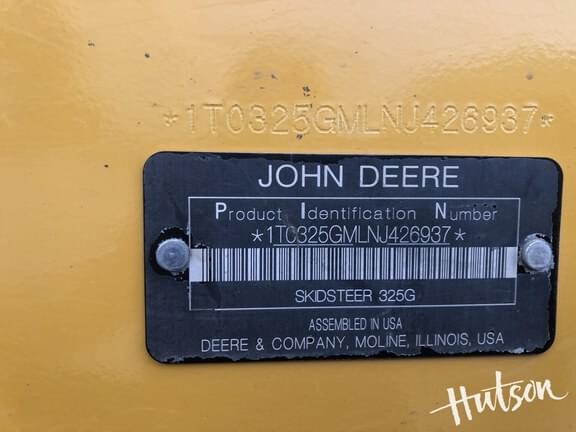 *1T0325GMLNJ426937*
JOHN DEERE
Product Identification Number
*1T0325GMLNJ426937*
SKIDSTEER 325G
ASSEMBLED IN USA
DEERE & COMPANY, MOLINE, ILLINOIS, USA
Hutson